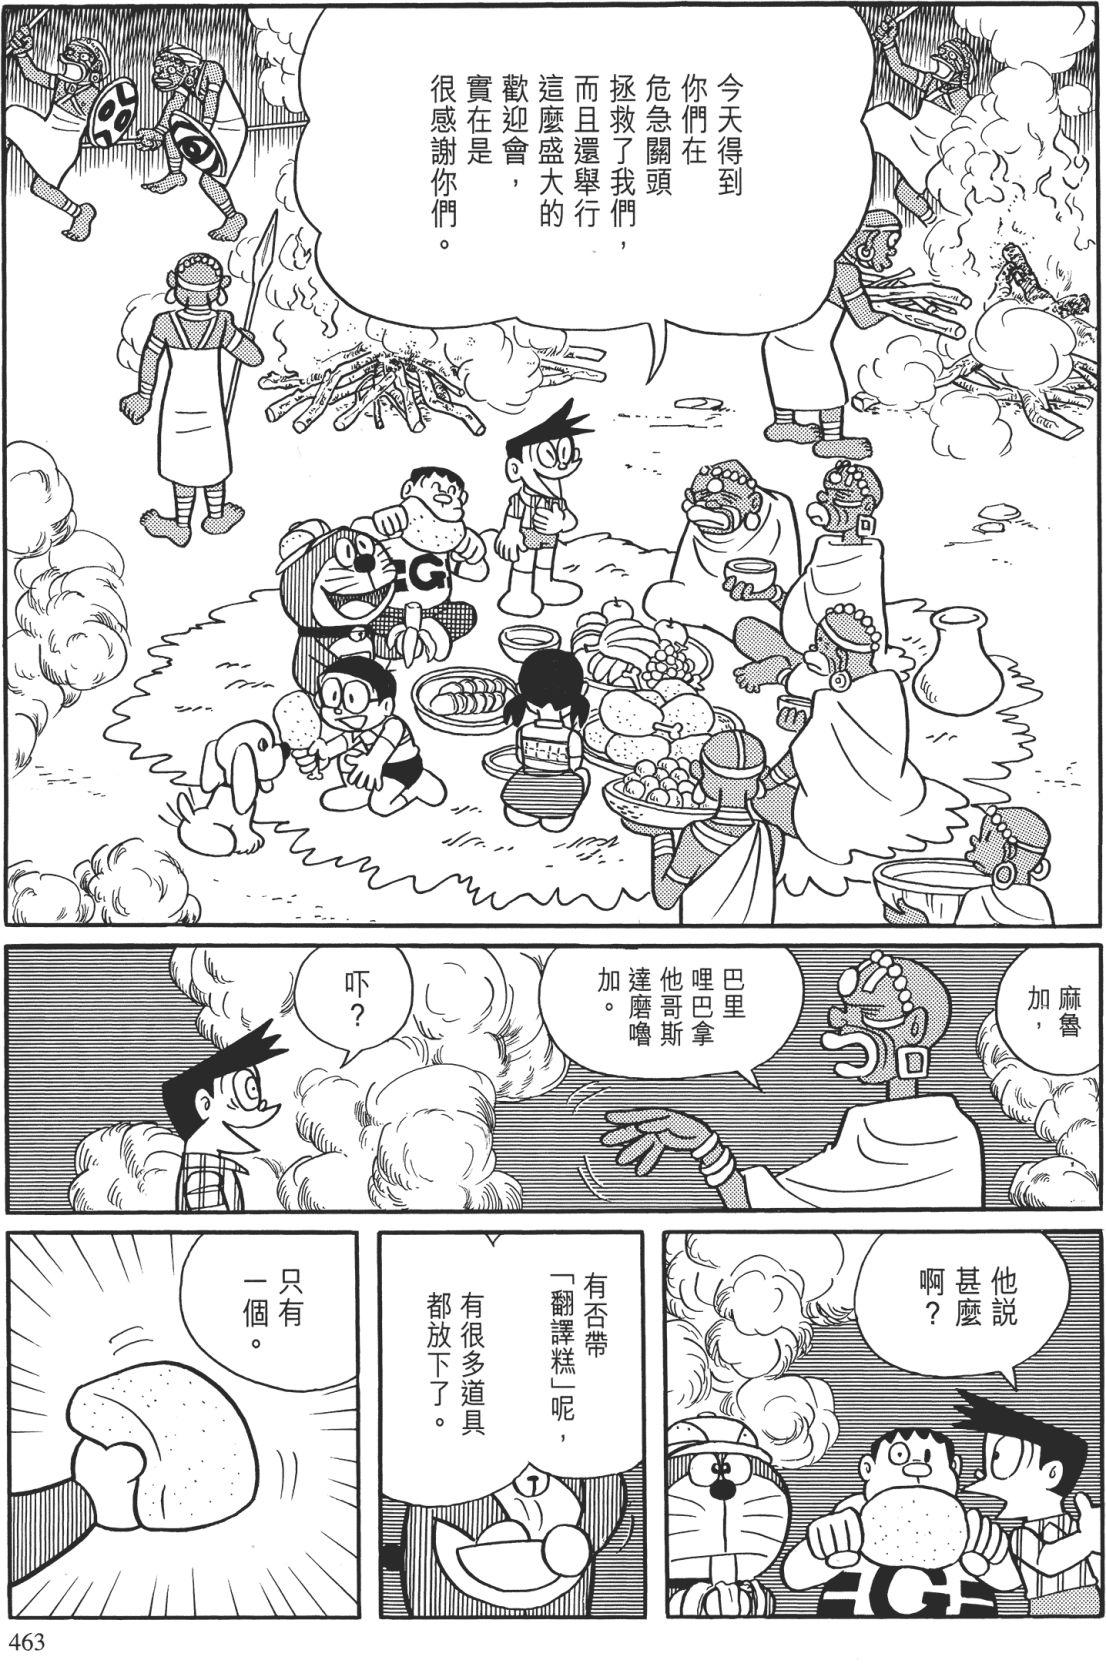 今天得到
你們在
危急關頭
拯救了我們，
而且還舉行
這麼盛大的
歡迎會，
實在是
很感謝你們。
G
麻魯
加，
巴里
哩巴拿
他哥斯
達磨嚕
加。
吓？
他説
甚麼
啊？
G
有否帶
「翻譯糕」呢，
有很多道具
都放下了。
只有
一個。
463